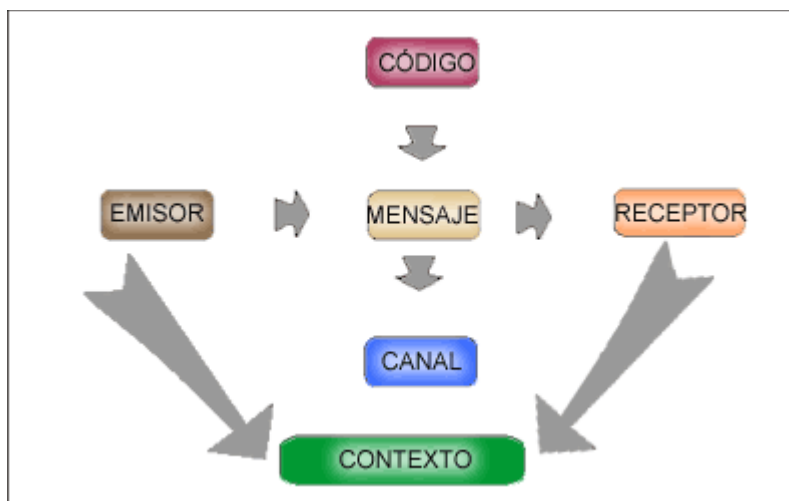 CÓDIGO
EMISOR
MENSAJE
RECEPTOR
CANAL
CONTEXTO